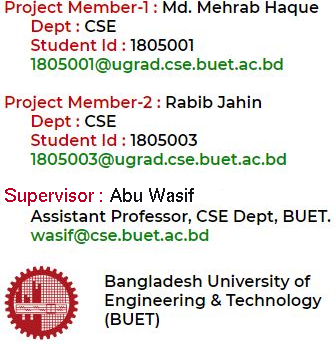 Project Member-1 : Md. Mehrab Haque
Dept : CSE
Student Id : 1805001
1805001@ugrad.cse.buet.ac.bd
Project Member-2 : Rabib Jahin
Dept : CSE
Student Id : 1805003
1805003@ugrad.cse.buet.ac.bd
Supervisor : Abu Wasif
Assistant Professor, CSE Dept, BUET.
wasif@cse.buet.ac.bd
Bangladesh University of
Engineering & Technology
(BUET)